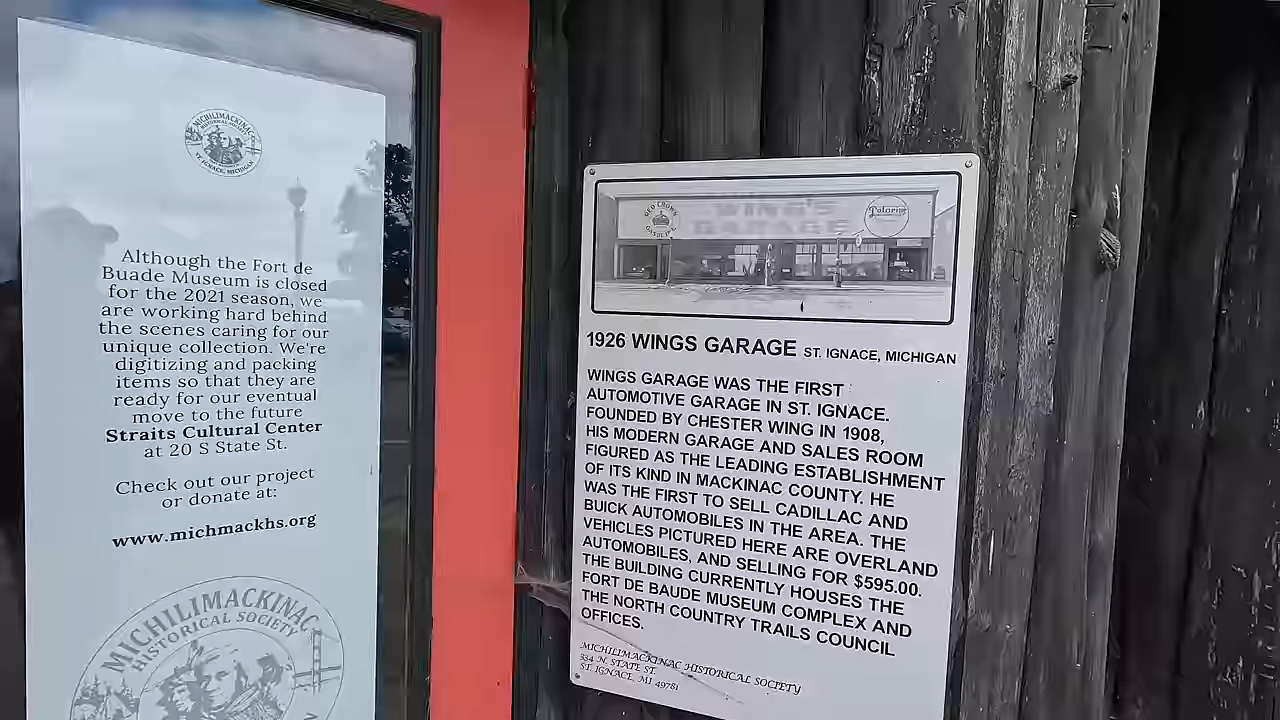 MICHILIMACKINAC
HISTORICAL SOCIETY
ST IGNACE, MICHIGAN
Although the Fort de
Buade Museum is closed
for the 2021 season, we
are working hard behind
the scenes caring for our
unique collection. We're
digitizing and packing
items so that they are
ready for our eventual
move to the future
Straits Cultural Center
at 20 S State St.
Check out our project
or donate at:
www.michmackhs.org
MICHILIMACKINAC
HISTORICAL SOCIETY
RED CROWN
GASOLINE
WING'S
GARAGE
Polarine
1926 WINGS GARAGE ST. IGNACE, MICHIGAN
WINGS GARAGE WAS THE FIRST
AUTOMOTIVE GARAGE IN ST. IGNACE.
FOUNDED BY CHESTER WING IN 1908,
HIS MODERN GARAGE AND SALES ROOM
FIGURED AS THE LEADING ESTABLISHMENT
OF ITS KIND IN MACKINAC COUNTY. HE
WAS THE FIRST TO SELL CADILLAC AND
BUICK AUTOMOBILES IN THE AREA. THE
VEHICLES PICTURED HERE ARE OVERLAND
AUTOMOBILES, AND SELLING FOR $595.00.
THE BUILDING CURRENTLY HOUSES THE
FORT DE BAUDE MUSEUM COMPLEX AND
THE NORTH COUNTRY TRAILS COUNCIL
OFFICES.
MICHILIMACKINAC HISTORICAL SOCIETY
334 N. STATE ST
ST. IGNACE, MI 49781